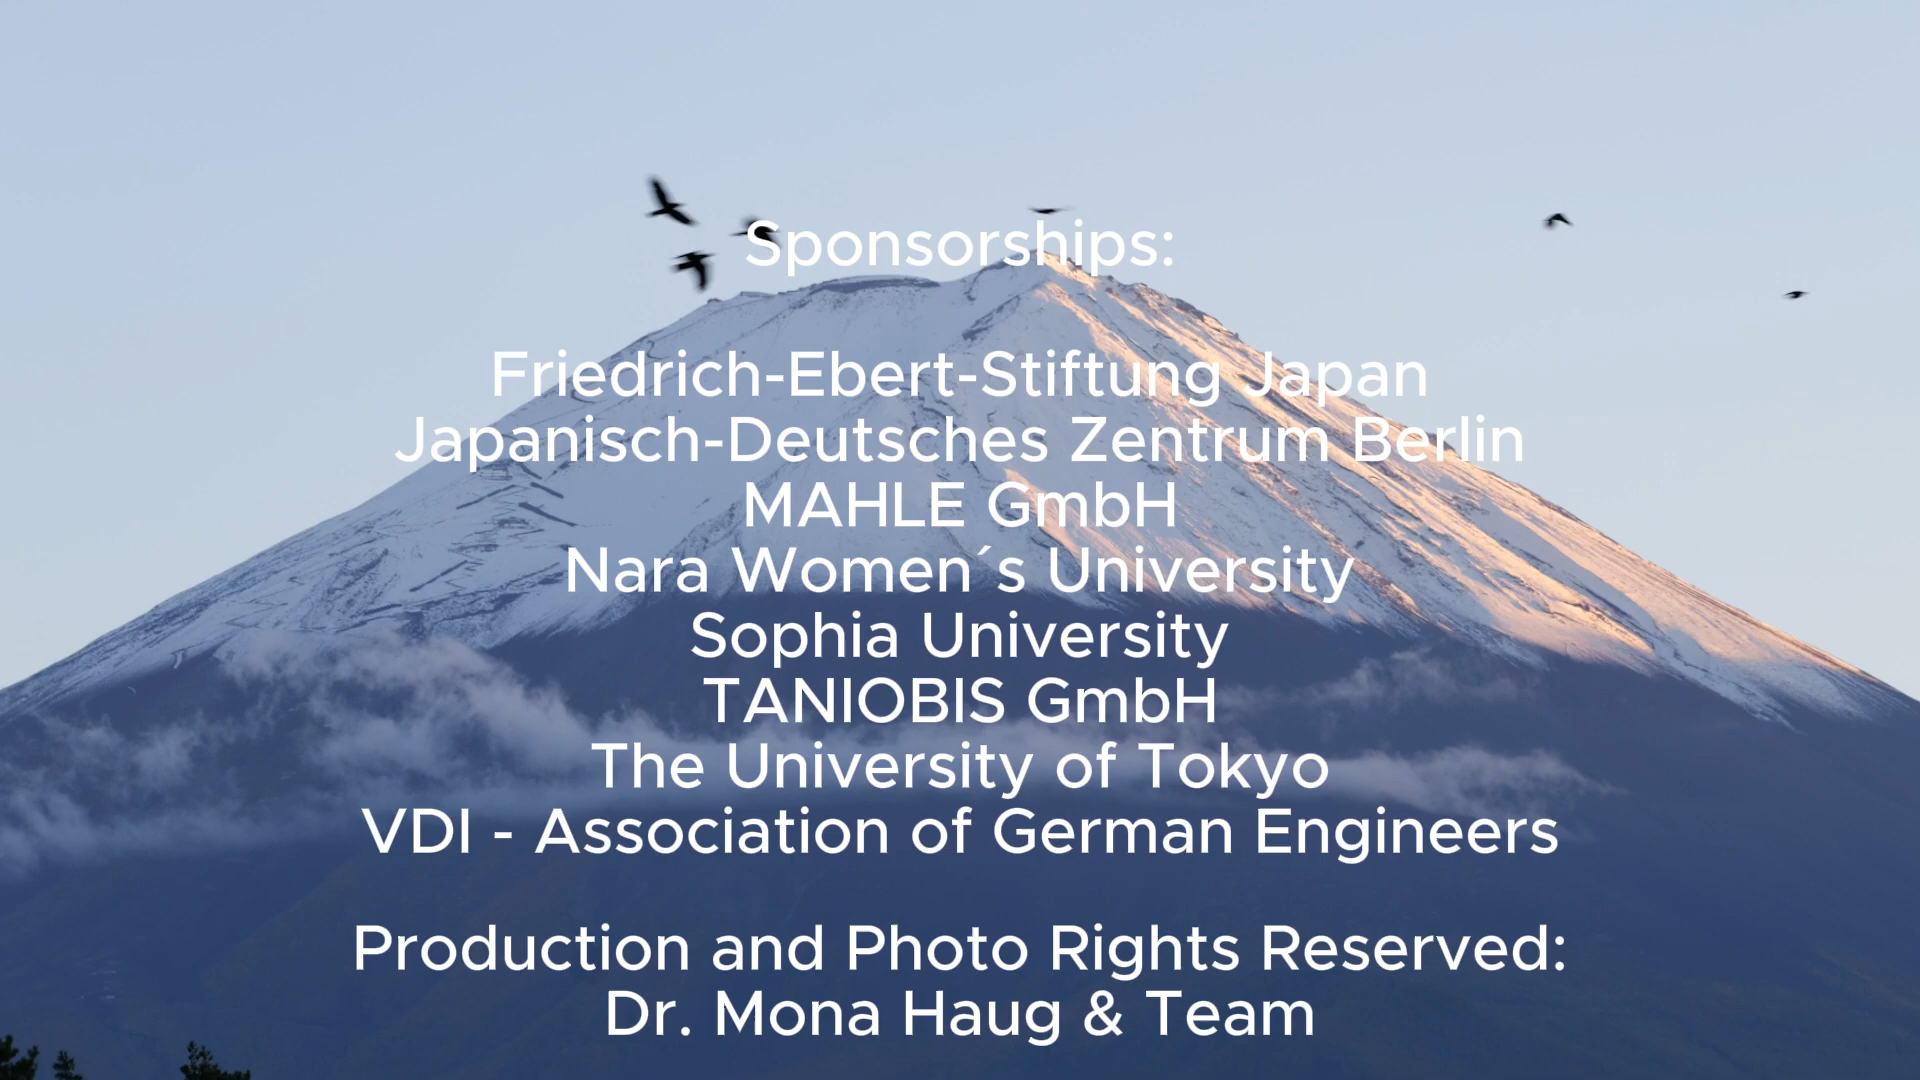 Sponsorships:
Friedrich-Ebert-Stiftung Japan
Japanisch-Deutsches Zentrum Berlin
MAHLE GmbH
Nara Women´s University
Sophia University
TANIOBIS GmbH
The University of Tokyo
VDI - Association of German Engineers
Production and Photo Rights Reserved:
Dr. Mona Haug & Team